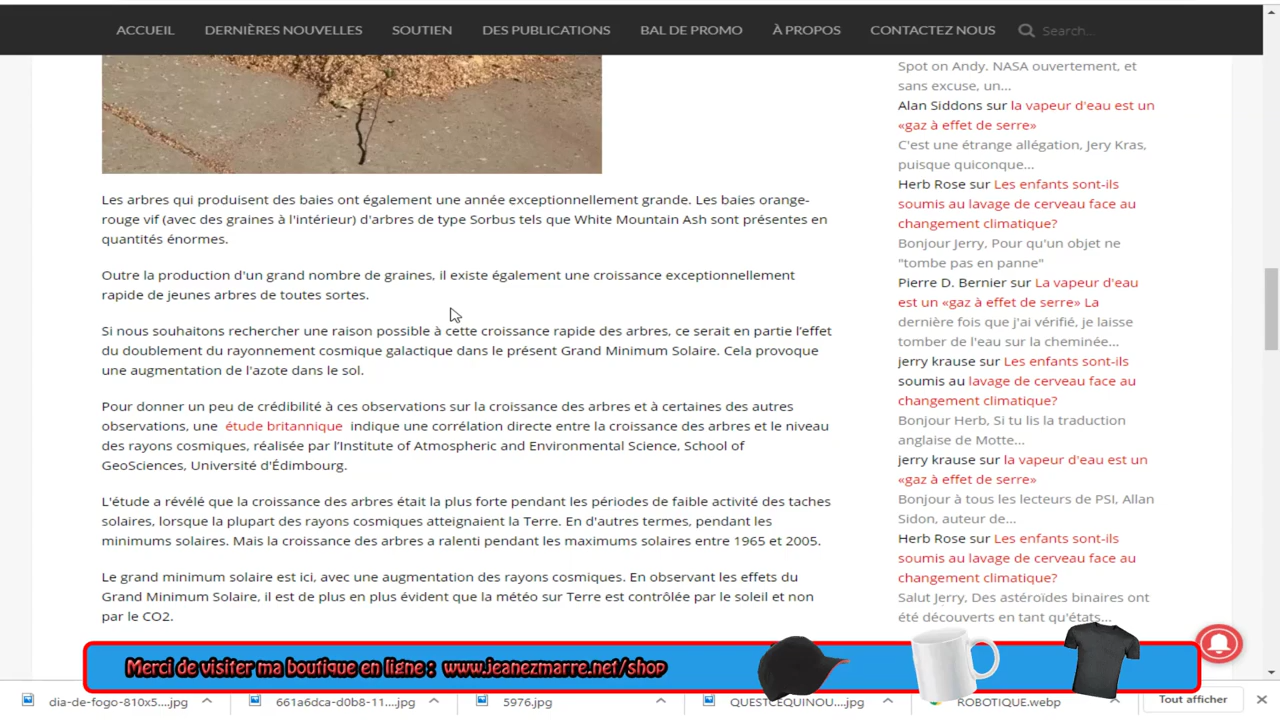 ACCUEIL DERNIÈRES NOUVELLES SOUTIEN DES PUBLICATIONS BAL DE PROMO À PROPOS CONTACTEZ NOUS Search...
Les arbres qui produisent des baies ont également une année exceptionnellement grande. Les baies orange-
rouge vif (avec des graines à l'intérieur) d'arbres de type Sorbus tels que White Mountain Ash sont présentes en
quantités énormes.
Outre la production d'un grand nombre de graines, il existe également une croissance exceptionnellement
rapide de jeunes arbres de toutes sortes.
Si nous souhaitons rechercher une raison possible à cette croissance rapide des arbres, ce serait en partie l'effet
du doublement du rayonnement cosmique galactique dans le présent Grand Minimum Solaire. Cela provoque
une augmentation de l'azote dans le sol.
Pour donner un peu de crédibilité à ces observations sur la croissance des arbres et à certaines des autres
observations, une étude britannique indique une corrélation directe entre la croissance des arbres et le niveau
des rayons cosmiques, réalisée par l'Institute of Atmospheric and Environmental Science, School of
GeoSciences, Université d'Édimbourg.
L'étude a révélé que la croissance des arbres était la plus forte pendant les périodes de faible activité des taches
solaires, lorsque la plupart des rayons cosmiques atteignaient la Terre. En d'autres termes, pendant les
minimums solaires. Mais la croissance des arbres a ralenti pendant les maximums solaires entre 1965 et 2005.
Le grand minimum solaire est ici, avec une augmentation des rayons cosmiques. En observant les effets du
Grand Minimum Solaire, il est de plus en plus évident que la météo sur Terre est contrôlée par le soleil et non
par le CO2.
Spot on Andy. NASA ouvertement, et
sans excuse, un...
Alan Siddons sur la vapeur d'eau est un
«gaz à effet de serre»
C'est une étrange allégation, Jery Kras,
puisque quiconque...
Herb Rose sur Les enfants sont-ils
soumis au lavage de cerveau face au
changement climatique?
Bonjour Jerry, Pour qu'un objet ne
"tombe pas en panne"
Pierre D. Bernier sur La vapeur d'eau
est un «gaz à effet de serre» La
dernière fois que j'ai vérifié, je laisse
tomber de l'eau sur la cheminée...
jerry krause sur Les enfants sont-ils
soumis au lavage de cerveau face au
changement climatique?
Bonjour Herb, Si tu lis la traduction
anglaise de Motte...
jerry krause sur la vapeur d'eau est un
«gaz à effet de serre»
Bonjour à tous les lecteurs de PSI, Allan
Sidon, auteur de...
Herb Rose sur Les enfants sont-ils
soumis au lavage de cerveau face au
changement climatique?
Salut Jerry, Des astéroïdes binaires ont
été découverts en tant qu'états...
Merci de visiter ma boutique en ligne : www.jeanezmarre.net/shop
dia-de-fogo-810x5....jpg 661a6dca-d0b8-11....jpg 5976.jpg QUESTCEQUINOU....jpg ROBOTIQUE.webp Tout afficher